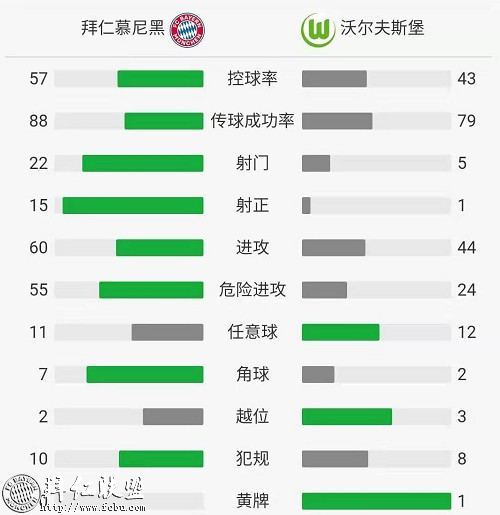 拜仁慕尼黑 沃尔夫斯堡
57 控球率 43
88 传球成功率 79
22 射门 5
15 射正 1
60 进攻 44
55 危险进攻 24
11 任意球 12
7 角球 2
2 越位 3
10 犯规 8
黄牌 1
拜仁联盟
http://www.fcbu.com